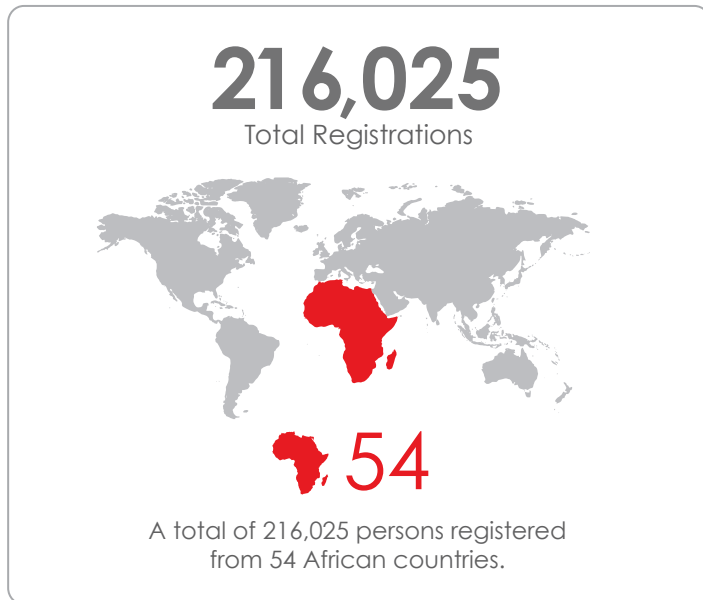 216,025
Total Registrations
54
A total of 216,025 persons registered
from 54 African countries.